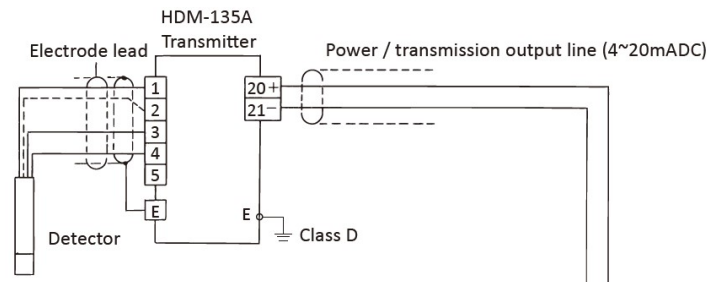 HDM-135A
Transmitter
Electrode lead
Power / transmission output line (4~20mADC)
1
2
3
4
5
E
20+
21−
E
Class D
Detector